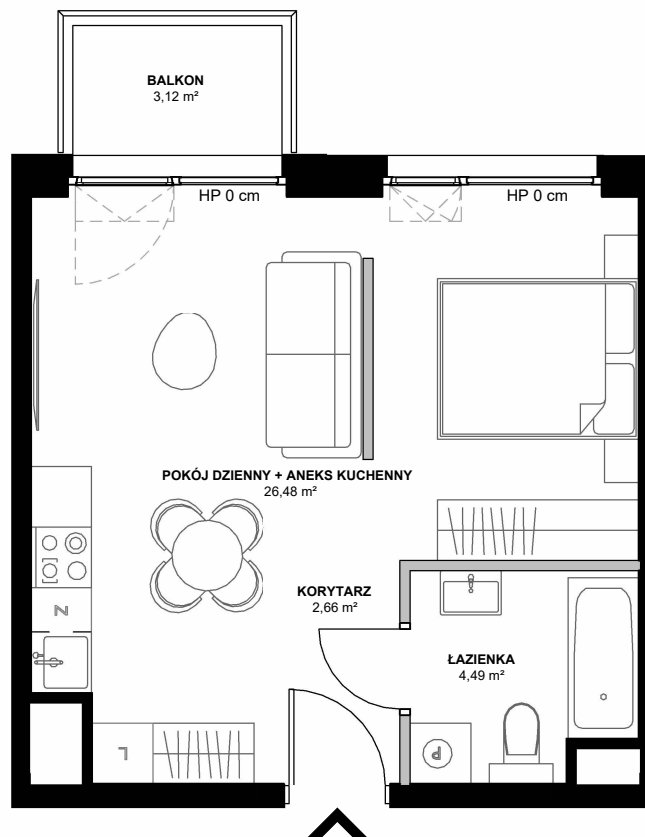 BALKON
3,12 m²
HP 0 cm
HP 0 cm
POKÓJ DZIENNY + ANEKS KUCHENNY
26,48 m²
KORYTARZ
2,66 m²
ŁAZIENKA
4,49 m²
Z
L
P